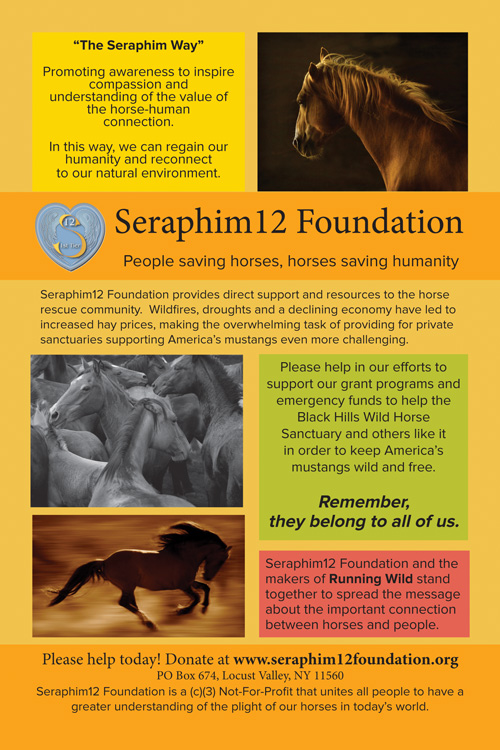 “The Seraphim Way”
Promoting awareness to inspire
compassion and
understanding of the value of
the horse-human
connection.
In this way, we can regain our
humanity and reconnect
to our natural environment.
12
S
Seraphim12 Foundation
People saving horses, horses saving humanity
Seraphim12 Foundation provides direct support and resources to the horse
rescue community.  Wildfires, droughts and a declining economy have led to
increased hay prices, making the overwhelming task of providing for private
sanctuaries supporting America’s mustangs even more challenging.
Please help in our efforts to
support our grant programs and
emergency funds to help the
Black Hills Wild Horse
Sanctuary and others like it
in order to keep America’s
mustangs wild and free.
Remember,
they belong to all of us.
Seraphim12 Foundation and the
makers of Running Wild stand
together to spread the message
about the important connection
between horses and people.
Please help today! Donate at www.seraphim12foundation.org
PO Box 674, Locust Valley, NY 11560
Seraphim12 Foundation is a (c)(3) Not-For-Profit that unites all people to have a
greater understanding of the plight of our horses in today’s world.